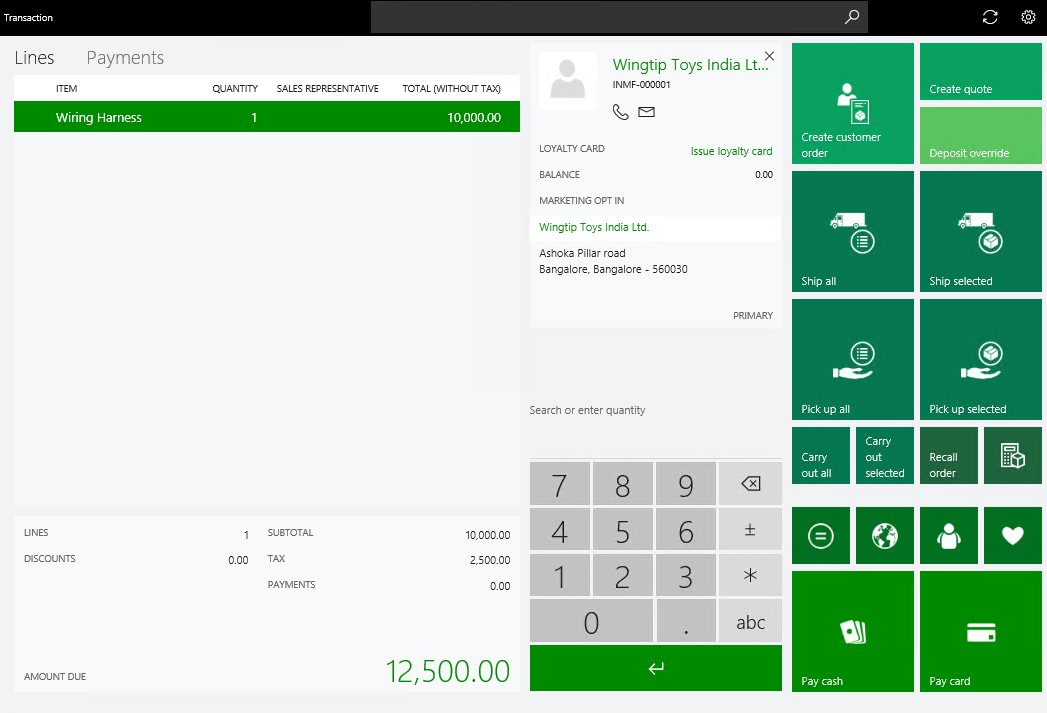 Transaction
Lines Payments
ITEM QUANTITY SALES REPRESENTATIVE TOTAL (WITHOUT TAX)
Wiring Harness 1 10,000.00
LINES 1 SUBTOTAL 10,000.00
DISCOUNTS 0.00 TAX 2,500.00
PAYMENTS 0.00
AMOUNT DUE 12,500.00
Wingtip Toys India Lt...
INMF-000001
LOYALTY CARD Issue loyalty card
BALANCE 0.00
MARKETING OPT IN
Wingtip Toys India Ltd.
Ashoka Pillar road
Bangalore, Bangalore - 560030
PRIMARY
Search or enter quantity
7 8 9
4 5 6 ±
1 2 3 *
0 . abc
Create customer
order
Create quote
Deposit override
Ship all
Ship selected
Pick up all
Pick up selected
Carry
out all
Carry
out
selected
Recall
order
Pay cash
Pay card